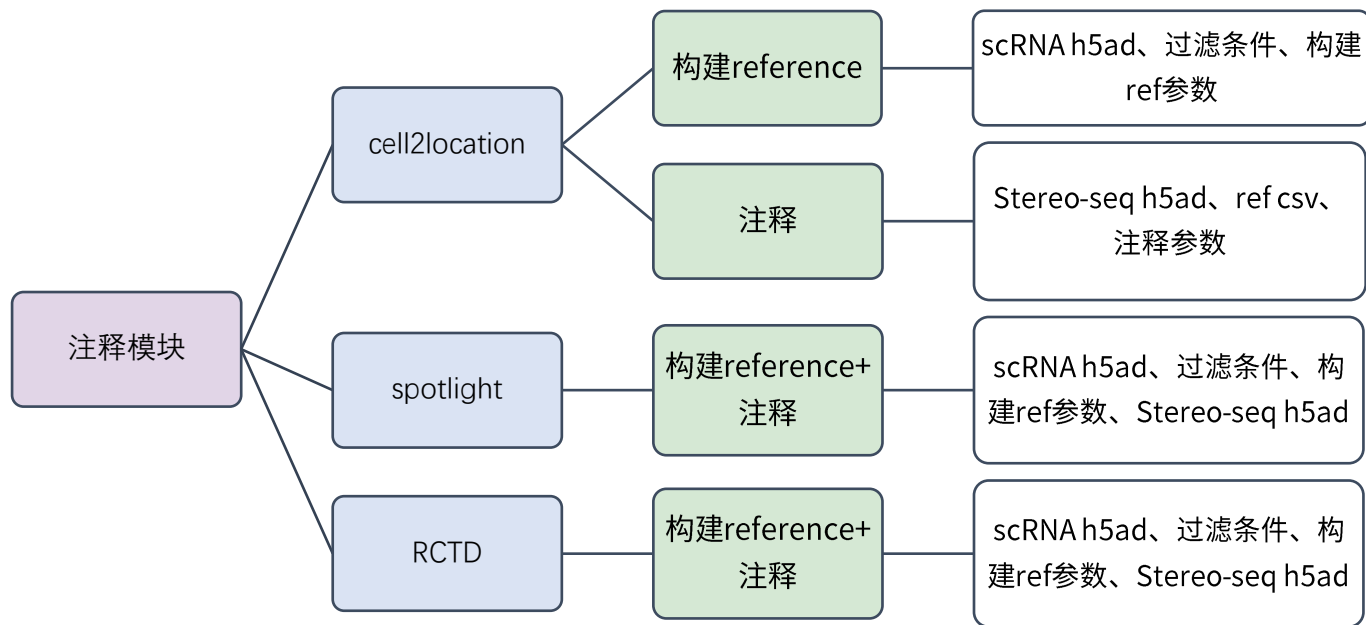 注释模块
cell2location
构建reference
scRNA h5ad、过滤条件、构建
ref参数
注释
Stereo-seq h5ad、ref csv、
注释参数
spotlight
构建reference+
注释
scRNA h5ad、过滤条件、构
建ref参数、Stereo-seq h5ad
RCTD
构建reference+
注释
scRNA h5ad、过滤条件、构
建ref参数、Stereo-seq h5ad